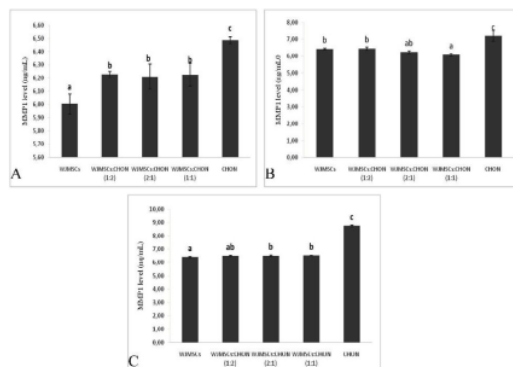 6,60
6,50
6,40
6,30
6,20
6,10
6,00
5,90
5,80
5,70
5,60
MMP1 level (ng/mL)
a b b b c
WJMSCs WJMSCs:CHON WJMSCs:CHON WJMSCs:CHON CHON
(1:2) (2:1) (1:1)
A
8,00
7,00
6,00
5,00
4,00
3,00
2,00
1,00
0,00
MMP1 level (ng/mL)
b b ab a c
WJMSCs WJMSCs:CHON WJMSCs:CHON WJMSCs:CHON CHON
(1:2) (2:1) (1:1)
B
10,00
9,00
8,00
7,00
6,00
5,00
4,00
3,00
2,00
1,00
0,00
MMP1 level (ng/mL)
a ab b b c
WJMSCs WJMSCs:CHON WJMSCs:CHON WJMSCs:CHON CHON
(1:2) (2:1) (1:1)
C